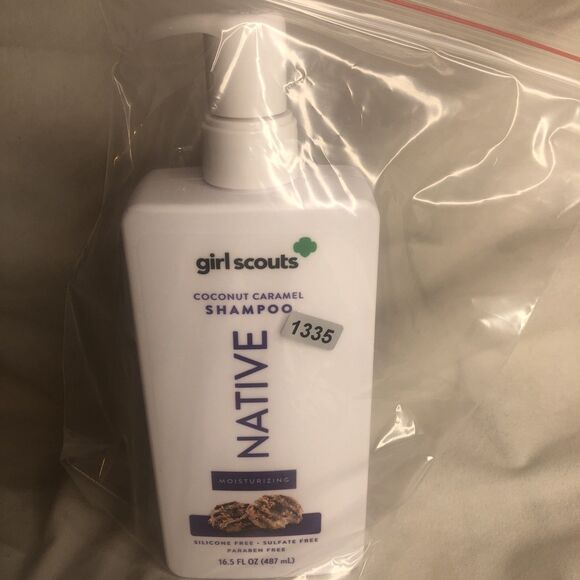 girl scouts
COCONUT CARAMEL
SHAMPOO
1335
NATIVE
MOISTURIZING
SILICONE FREE • SULFATE FREE
PARABEN FREE
16.5 FL OZ (487 mL)